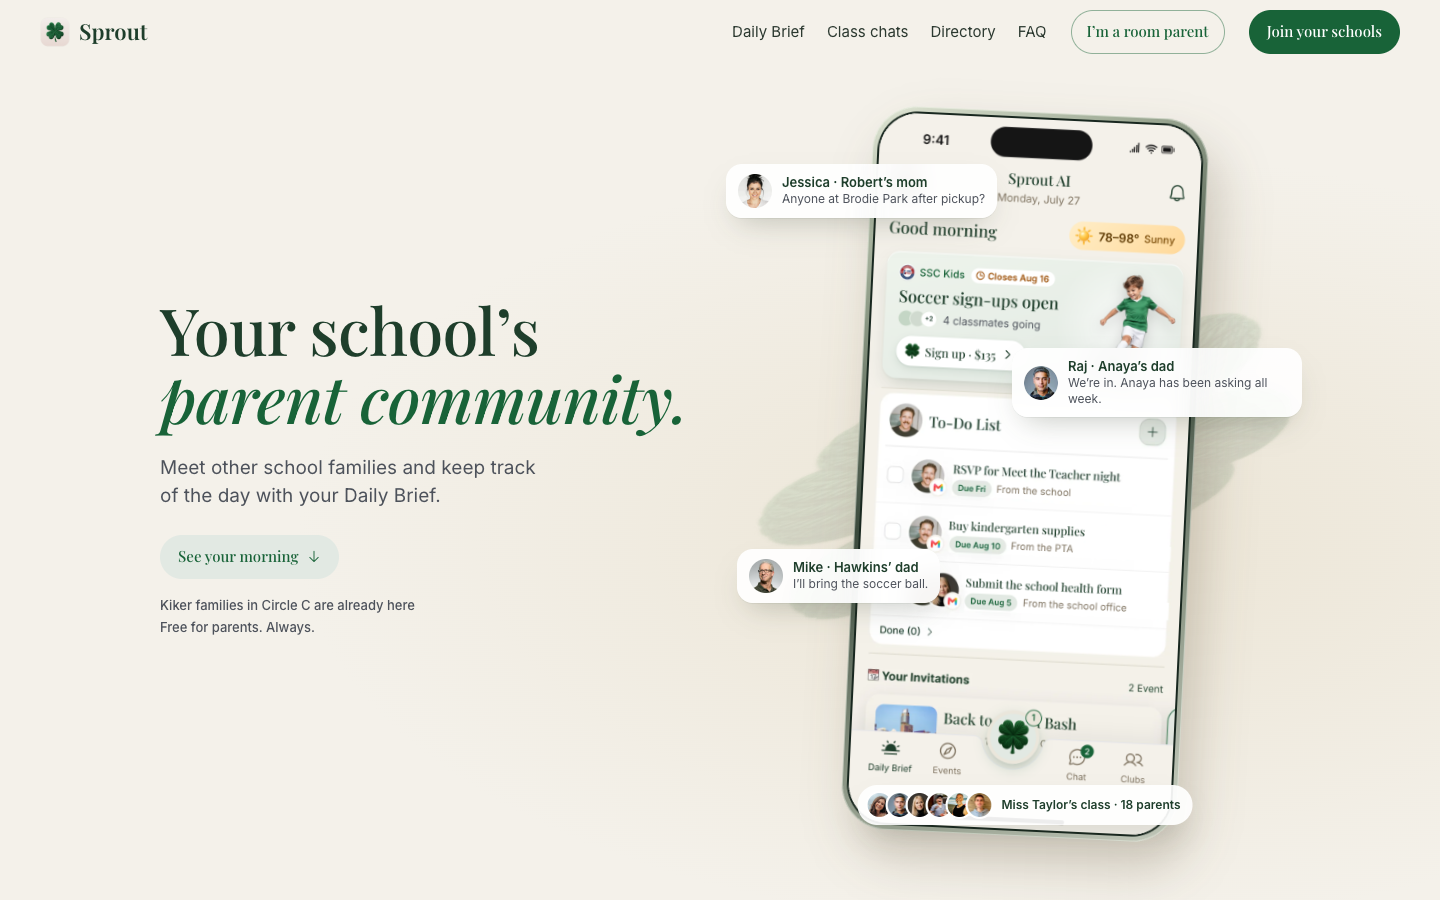 Sprout
Daily Brief
Class chats
Directory
FAQ
I'm a room parent
Join your schools
Your school's
parent community.
Meet other school families and keep track
of the day with your Daily Brief.
See your morning ↓
Kiker families in Circle C are already here
Free for parents. Always.
9:41
Jessica · Robert's mom
Anyone at Brodie Park after pickup?
Sprout AI
Monday, July 27
Good morning
78–98° Sunny
SSC Kids
Closes Aug 16
Soccer sign-ups open
+2
4 classmates going
Sign up · $135
Raj · Anaya's dad
We're in. Anaya has been asking all
week.
To-Do List
RSVP for Meet the Teacher night
Due Fri
From the school
Buy kindergarten supplies
Due Aug 10
From the PTA
Mike · Hawkins' dad
I'll bring the soccer ball.
Submit the school health form
Due Aug 5
From the school office
Done (0)
Your Invitations
2 Event
Back to
Bash
1
Daily Brief
Events
2
Chat
Clubs
Miss Taylor's class · 18 parents